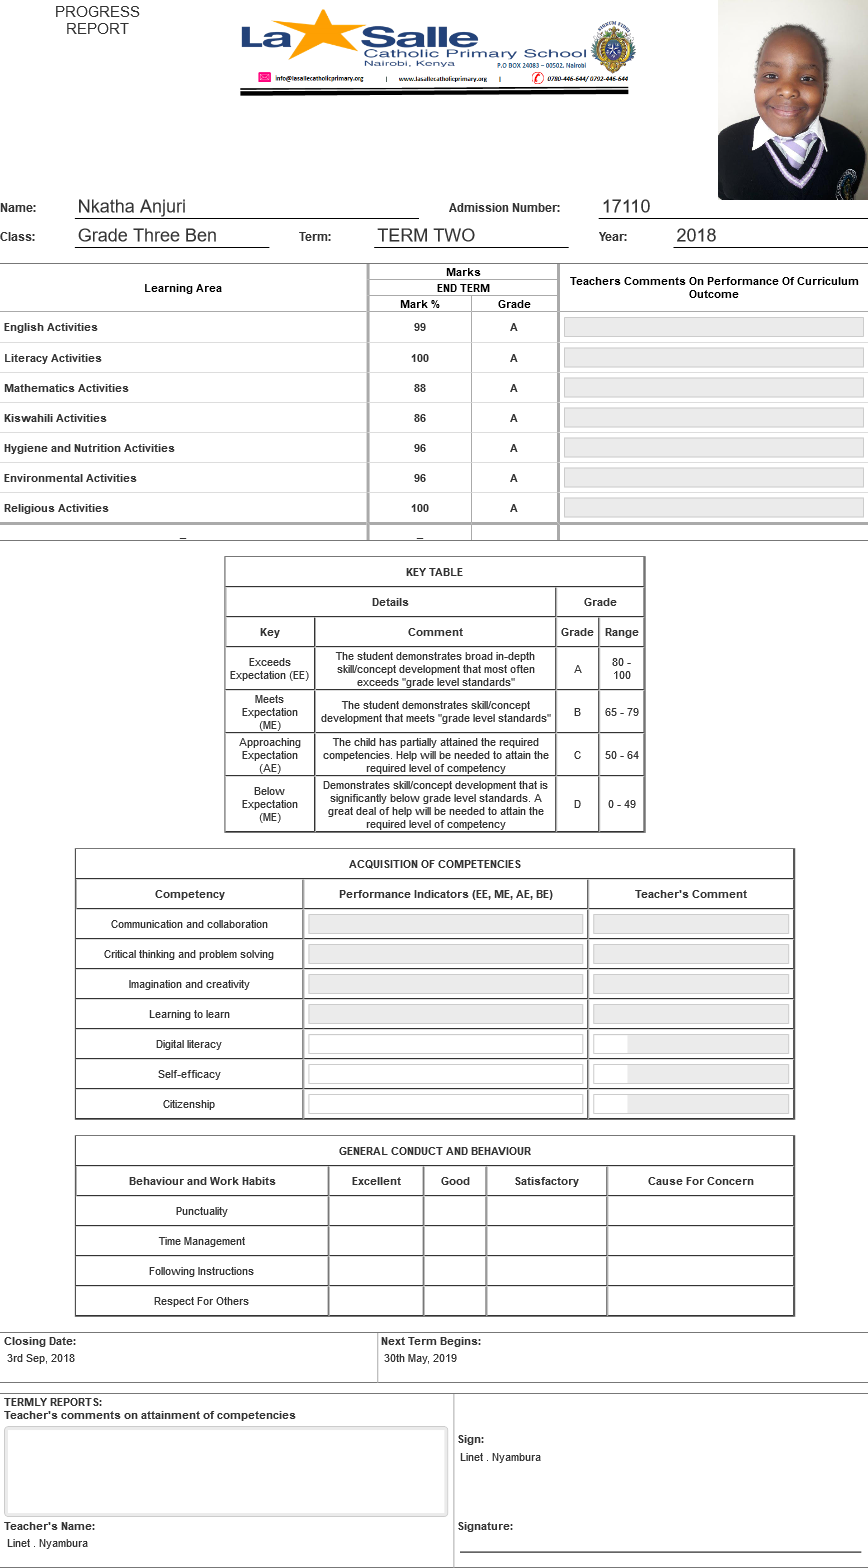 PROGRESS
REPORT
La Salle
Catholic Primary School
Nairobi, Kenya
P.O BOX 24083 – 00502, Nairobi
info@lasallecatholicprimary.org | www.lasallecatholicprimary.org | 0780-446-644/ 0792-446-644
Name: Nkatha Anjuri Admission Number: 17110
Class: Grade Three Ben Term: TERM TWO Year: 2018
Learning Area Marks Teachers Comments On Performance Of Curriculum Outcome
END TERM
Mark % Grade
English Activities 99 A
Literacy Activities 100 A
Mathematics Activities 88 A
Kiswahili Activities 86 A
Hygiene and Nutrition Activities 96 A
Environmental Activities 96 A
Religious Activities 100 A
_ _
KEY TABLE
Details Grade
Key Comment Grade Range
Exceeds Expectation (EE) The student demonstrates broad in-depth skill/concept development that most often exceeds "grade level standards" A 80 - 100
Meets Expectation (ME) The student demonstrates skill/concept development that meets "grade level standards" B 65 - 79
Approaching Expectation (AE) The child has partially attained the required competencies. Help will be needed to attain the required level of competency C 50 - 64
Below Expectation (ME) Demonstrates skill/concept development that is significantly below grade level standards. A great deal of help will be needed to attain the required level of competency D 0 - 49
ACQUISITION OF COMPETENCIES
Competency Performance Indicators (EE, ME, AE, BE) Teacher's Comment
Communication and collaboration
Critical thinking and problem solving
Imagination and creativity
Learning to learn
Digital literacy
Self-efficacy
Citizenship
GENERAL CONDUCT AND BEHAVIOUR
Behaviour and Work Habits Excellent Good Satisfactory Cause For Concern
Punctuality
Time Management
Following Instructions
Respect For Others
Closing Date: Next Term Begins:
3rd Sep, 2018 30th May, 2019
TERMLY REPORTS:
Teacher's comments on attainment of competencies
Sign:
Linet . Nyambura
Teacher's Name: Signature:
Linet . Nyambura